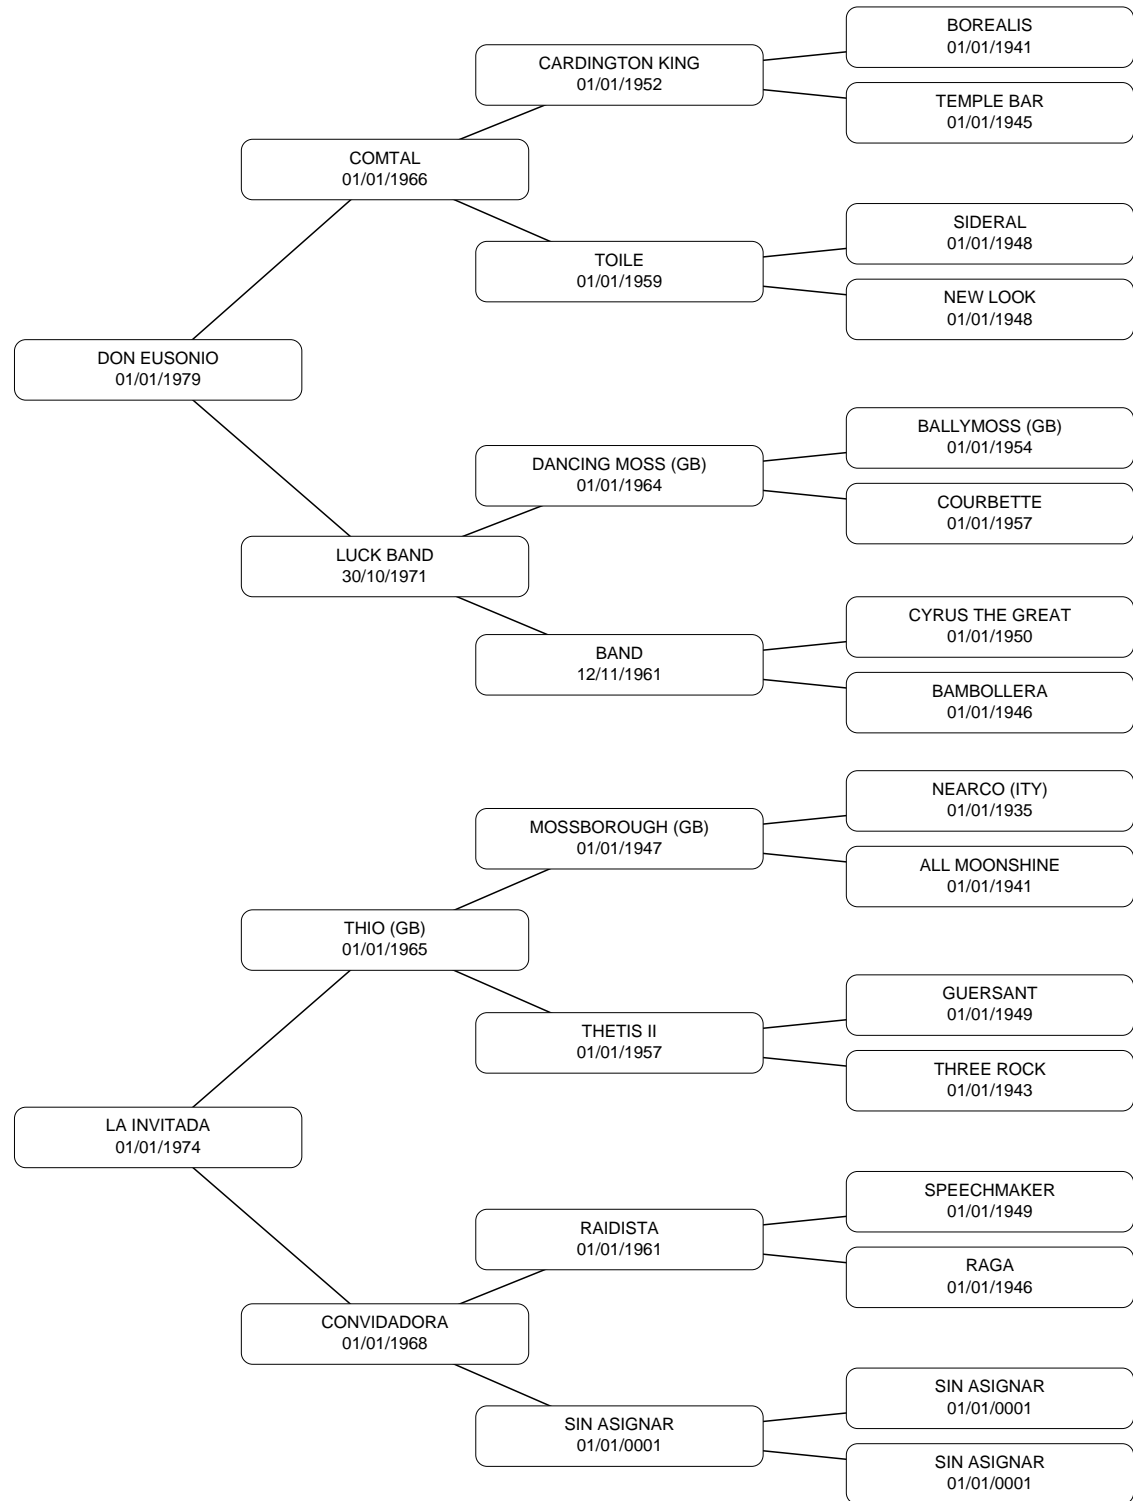 BOREALIS
01/01/1941
CARDINGTON KING
01/01/1952
TEMPLE BAR
01/01/1945
COMTAL
01/01/1966
SIDERAL
01/01/1948
TOILE
01/01/1959
NEW LOOK
01/01/1948
DON EUSONIO
01/01/1979
BALLYMOSS (GB)
01/01/1954
DANCING MOSS (GB)
01/01/1964
COURBETTE
01/01/1957
LUCK BAND
30/10/1971
CYRUS THE GREAT
01/01/1950
BAND
12/11/1961
BAMBOLLERA
01/01/1946
NEARCO (ITY)
01/01/1935
MOSSBOROUGH (GB)
01/01/1947
ALL MOONSHINE
01/01/1941
THIO (GB)
01/01/1965
GUERSANT
01/01/1949
THETIS II
01/01/1957
THREE ROCK
01/01/1943
LA INVITADA
01/01/1974
SPEECHMAKER
01/01/1949
RAIDISTA
01/01/1961
RAGA
01/01/1946
CONVIDADORA
01/01/1968
SIN ASIGNAR
01/01/0001
SIN ASIGNAR
01/01/0001
SIN ASIGNAR
01/01/0001